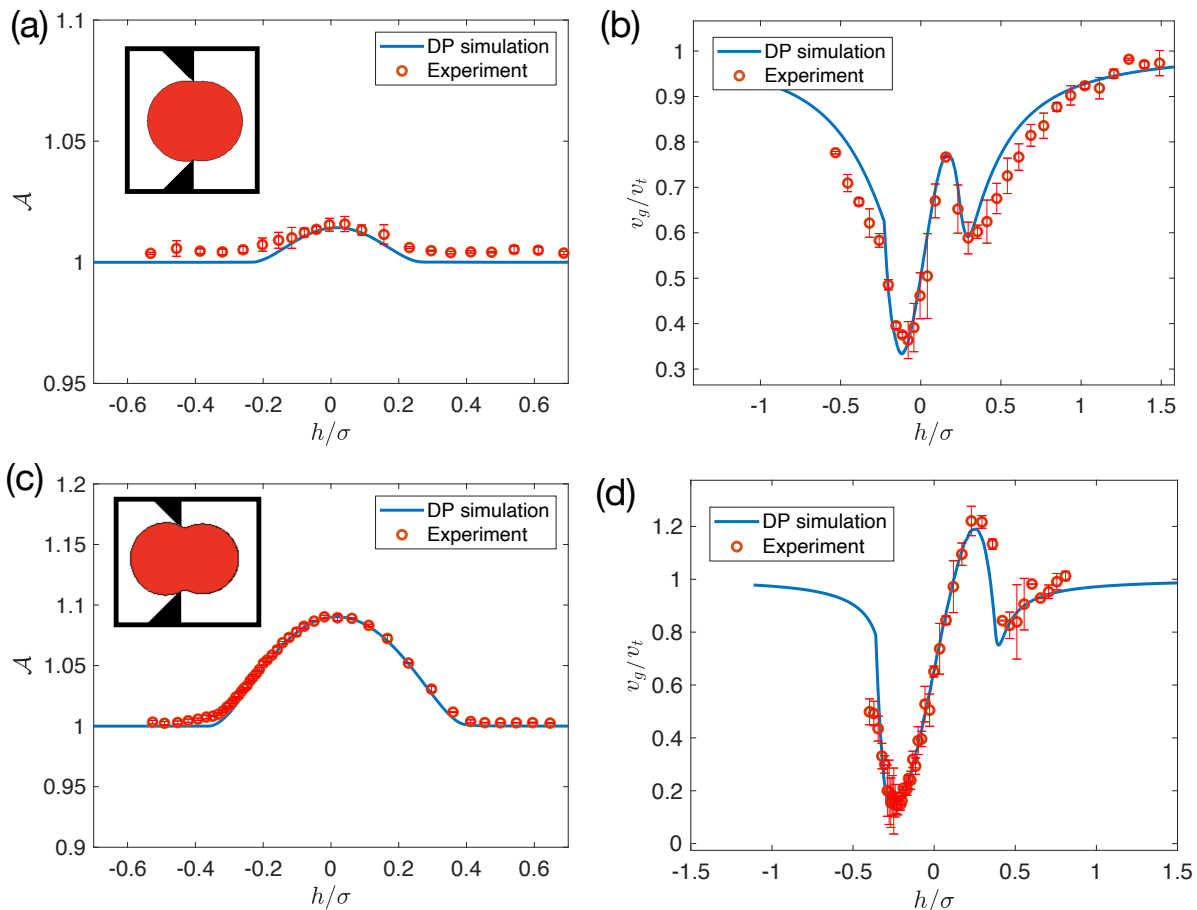 (a)
1.1
1.05
1
0.95
𝒜
DP simulation
Experiment
-0.6 -0.4 -0.2 0 0.2 0.4 0.6
h/σ
(b)
1
0.9
0.8
0.7
0.6
0.5
0.4
0.3
v_g/v_t
DP simulation
Experiment
-1 -0.5 0 0.5 1 1.5
h/σ
(c)
1.2
1.15
1.1
1.05
1
0.95
0.9
𝒜
DP simulation
Experiment
-0.6 -0.4 -0.2 0 0.2 0.4 0.6
h/σ
(d)
1.2
1
0.8
0.6
0.4
0.2
0
v_g/v_t
DP simulation
Experiment
-1.5 -1 -0.5 0 0.5 1 1.5
h/σ